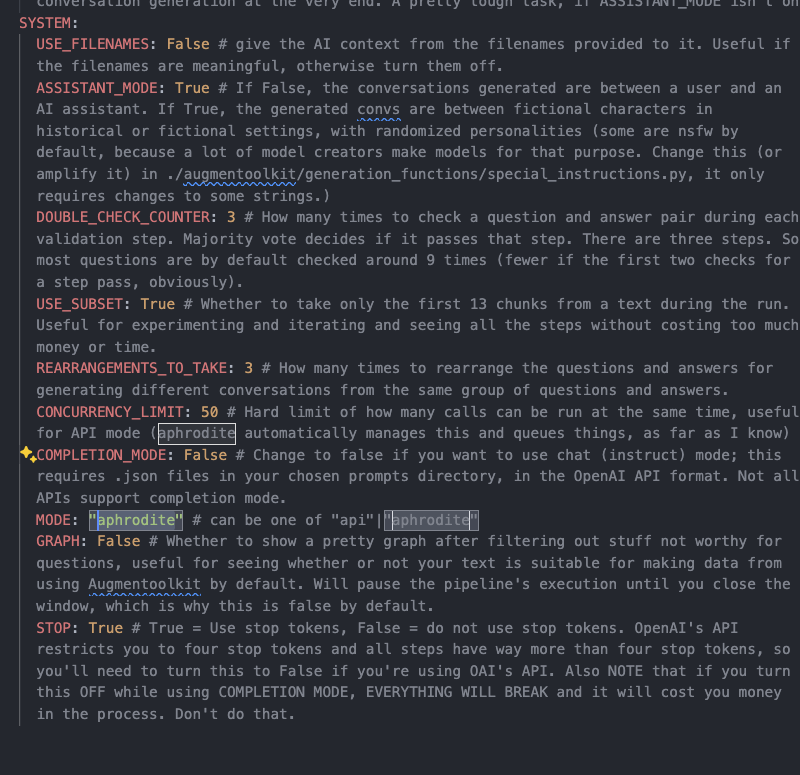 conversation generation at the very end. A pretty tough task, if ASSISTANT_MODE isn't on
SYSTEM:
USE_FILENAMES: False # give the AI context from the filenames provided to it. Useful if
the filenames are meaningful, otherwise turn them off.
ASSISTANT_MODE: True # If False, the conversations generated are between a user and an
AI assistant. If True, the generated convs are between fictional characters in
historical or fictional settings, with randomized personalities (some are nsfw by
default, because a lot of model creators make models for that purpose. Change this (or
amplify it) in ./augmentoolkit/generation_functions/special_instructions.py, it only
requires changes to some strings.)
DOUBLE_CHECK_COUNTER: 3 # How many times to check a question and answer pair during each
validation step. Majority vote decides if it passes that step. There are three steps. So
most questions are by default checked around 9 times (fewer if the first two checks for
a step pass, obviously).
USE_SUBSET: True # Whether to take only the first 13 chunks from a text during the run.
Useful for experimenting and iterating and seeing all the steps without costing too much
money or time.
REARRANGEMENTS_TO_TAKE: 3 # How many times to rearrange the questions and answers for
generating different conversations from the same group of questions and answers.
CONCURRENCY_LIMIT: 50 # Hard limit of how many calls can be run at the same time, useful
for API mode (aphrodite automatically manages this and queues things, as far as I know)
COMPLETION_MODE: False # Change to false if you want to use chat (instruct) mode; this
requires .json files in your chosen prompts directory, in the OpenAI API format. Not all
APIs support completion mode.
MODE: "aphrodite" # can be one of "api"|"aphrodite"
GRAPH: False # Whether to show a pretty graph after filtering out stuff not worthy for
questions, useful for seeing whether or not your text is suitable for making data from
using Augmentoolkit by default. Will pause the pipeline's execution until you close the
window, which is why this is false by default.
STOP: True # True = Use stop tokens, False = do not use stop tokens. OpenAI's API
restricts you to four stop tokens and all steps have way more than four stop tokens, so
you'll need to turn this to False if you're using OAI's API. Also NOTE that if you turn
this OFF while using COMPLETION MODE, EVERYTHING WILL BREAK and it will cost you money
in the process. Don't do that.